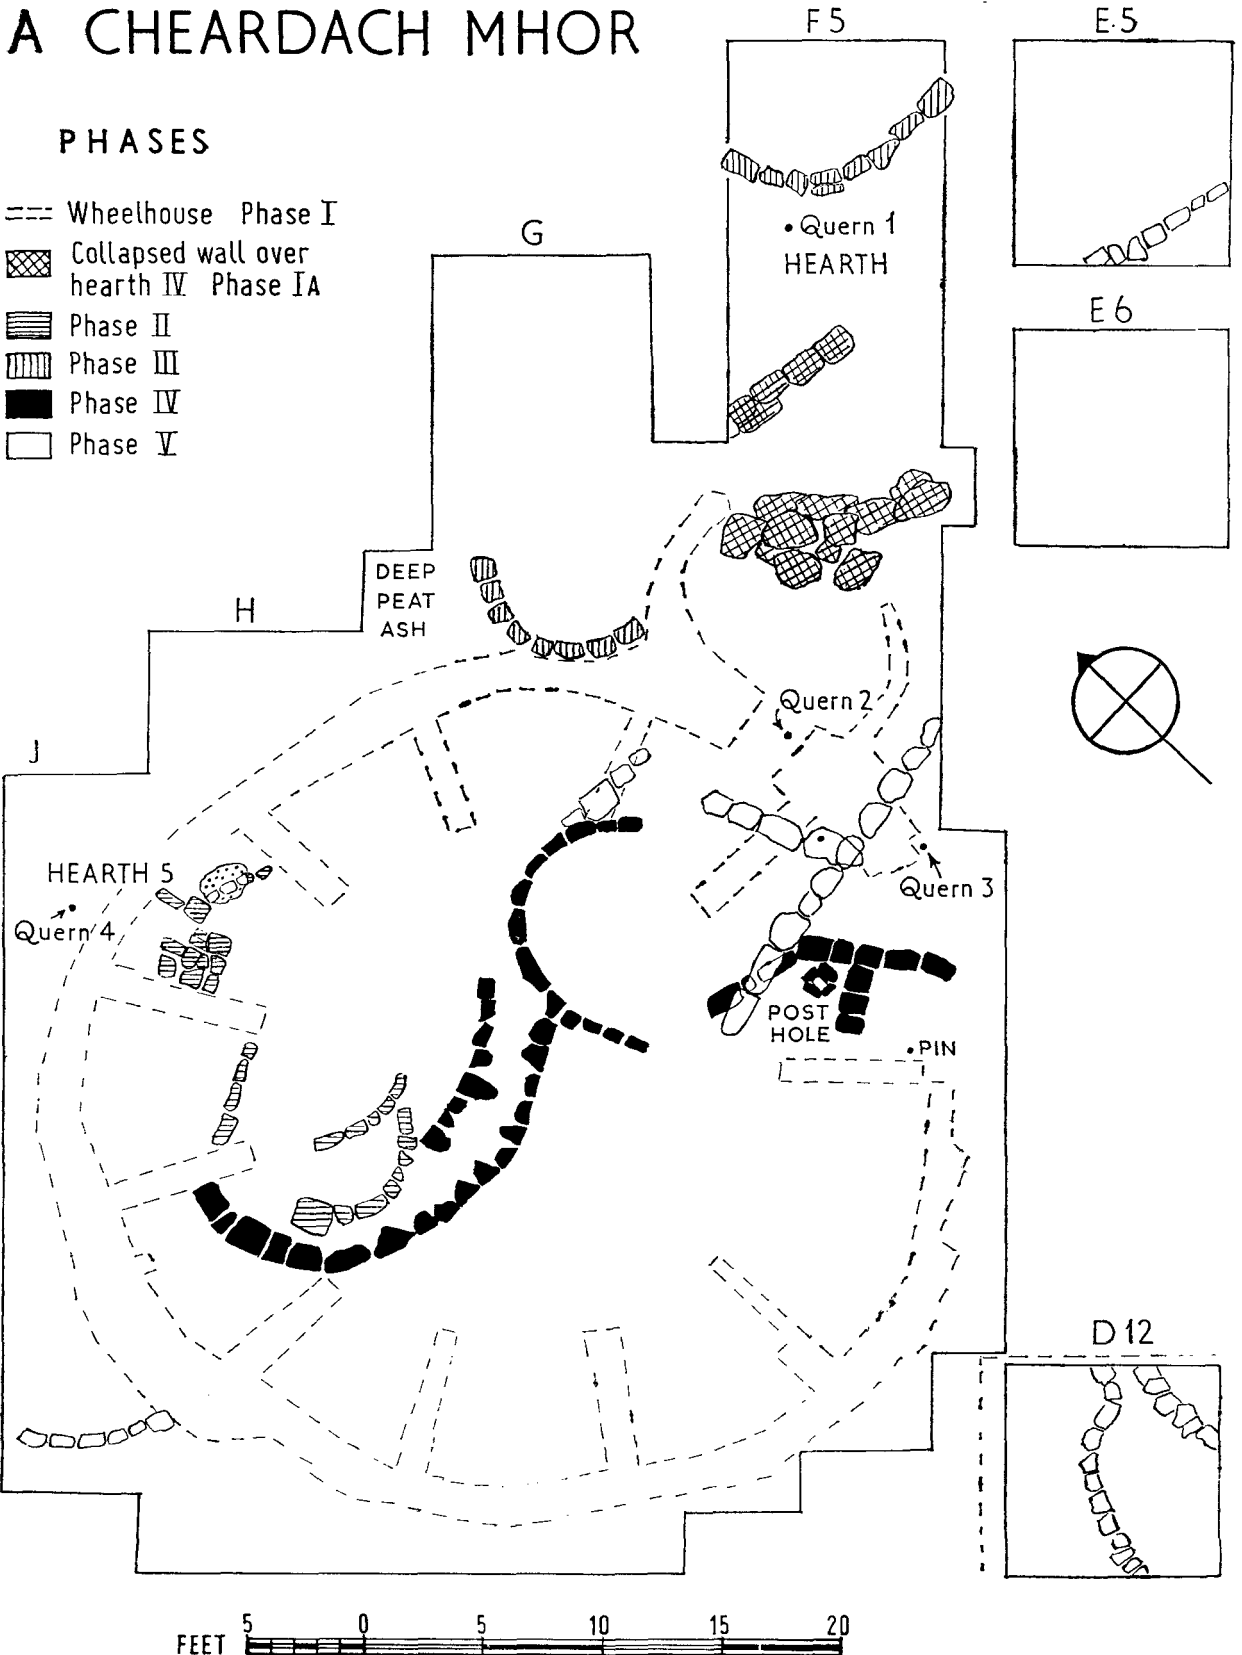 A CHEARDACH MHOR
PHASES
Wheelhouse Phase I
Collapsed wall over
hearth IV Phase IA
Phase II
Phase III
Phase IV
Phase V
F5
E.5
Quern 1
HEARTH
G
E6
DEEP
PEAT
ASH
H
Quern 2
J
HEARTH 5
Quern 4
Quern 3
POST
HOLE
PIN
D12
FEET
5 0 5 10 15 20